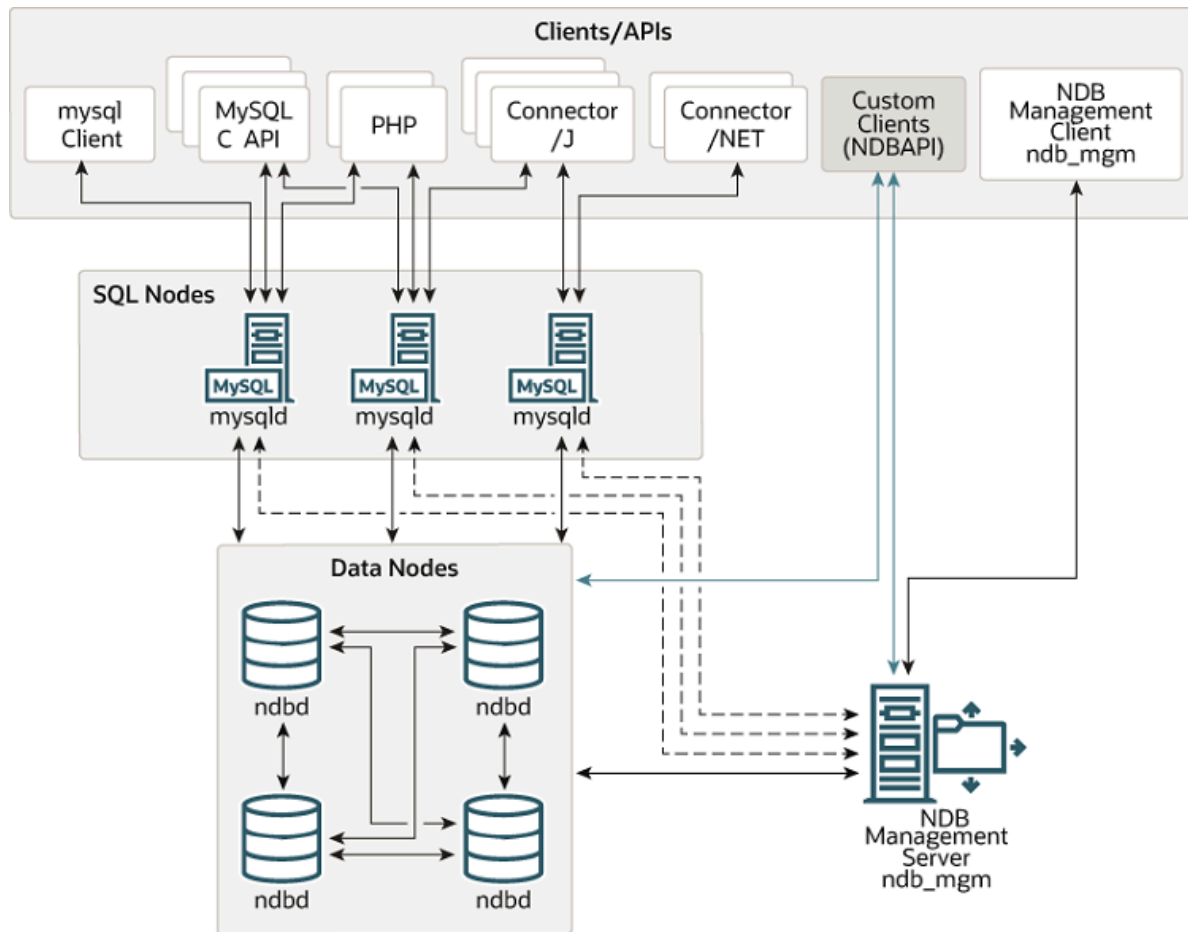 Clients/APIs
mysql
Client
MySQL
C API
PHP
Connector
/J
Connector
/NET
Custom
Clients
(NDBAPI)
NDB
Management
Client
ndb_mgm
SQL Nodes
MySQL
mysqld
MySQL
mysqld
MySQL
mysqld
Data Nodes
ndbd
ndbd
ndbd
ndbd
NDB
Management
Server
ndb_mgm